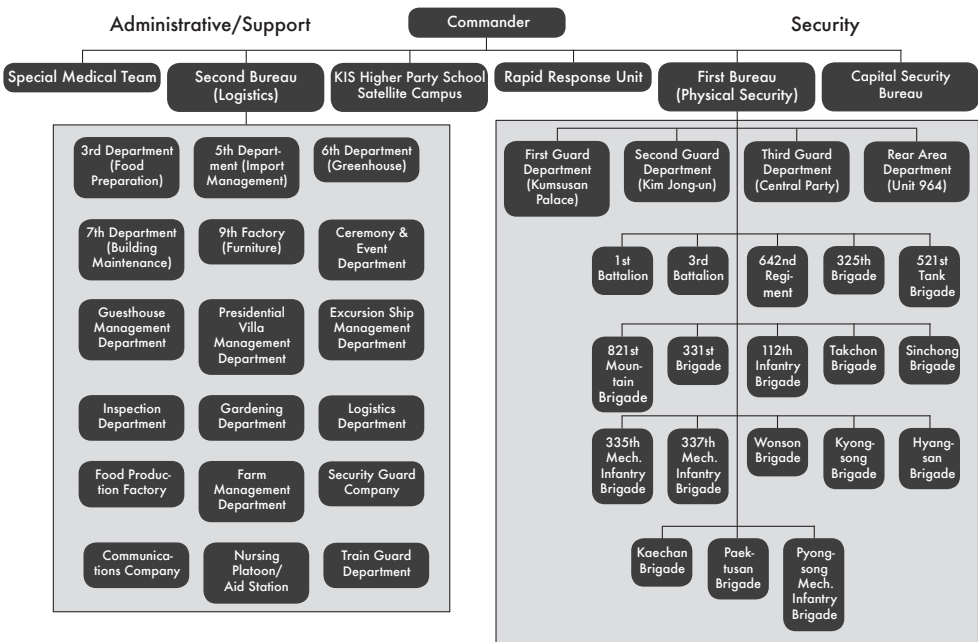 Administrative/Support
Commander
Security
Special Medical Team
Second Bureau
(Logistics)
KIS Higher Party School
Satellite Campus
Rapid Response Unit
First Bureau
(Physical Security)
Capital Security
Bureau
3rd Department
(Food
Preparation)
5th Depart-
ment (Import
Management)
6th Department
(Greenhouse)
7th Department
(Building
Maintenance)
9th Factory
(Furniture)
Ceremony &
Event
Department
Guesthouse
Management
Department
Presidential
Villa
Management
Department
Excursion Ship
Management
Department
Inspection
Department
Gardening
Department
Logistics
Department
Food Produc-
tion Factory
Farm
Management
Department
Security Guard
Company
Communica-
tions Company
Nursing
Platoon/
Aid Station
Train Guard
Department
First Guard
Department
(Kumsusan
Palace)
Second Guard
Department
(Kim Jong-un)
Third Guard
Department
(Central Party)
Rear Area
Department
(Unit 964)
1st
Battalion
3rd
Battalion
642nd
Regi-
ment
325th
Brigade
521st
Tank
Brigade
821st
Moun-
tain
Brigade
331st
Brigade
112th
Infantry
Brigade
Takchon
Brigade
Sinchong
Brigade
335th
Mech.
Infantry
Brigade
337th
Mech.
Infantry
Brigade
Wonson
Brigade
Kyong-
song
Brigade
Hyang-
san
Brigade
Kaechan
Brigade
Paek-
tusan
Brigade
Pyong-
song
Mech.
Infantry
Brigade